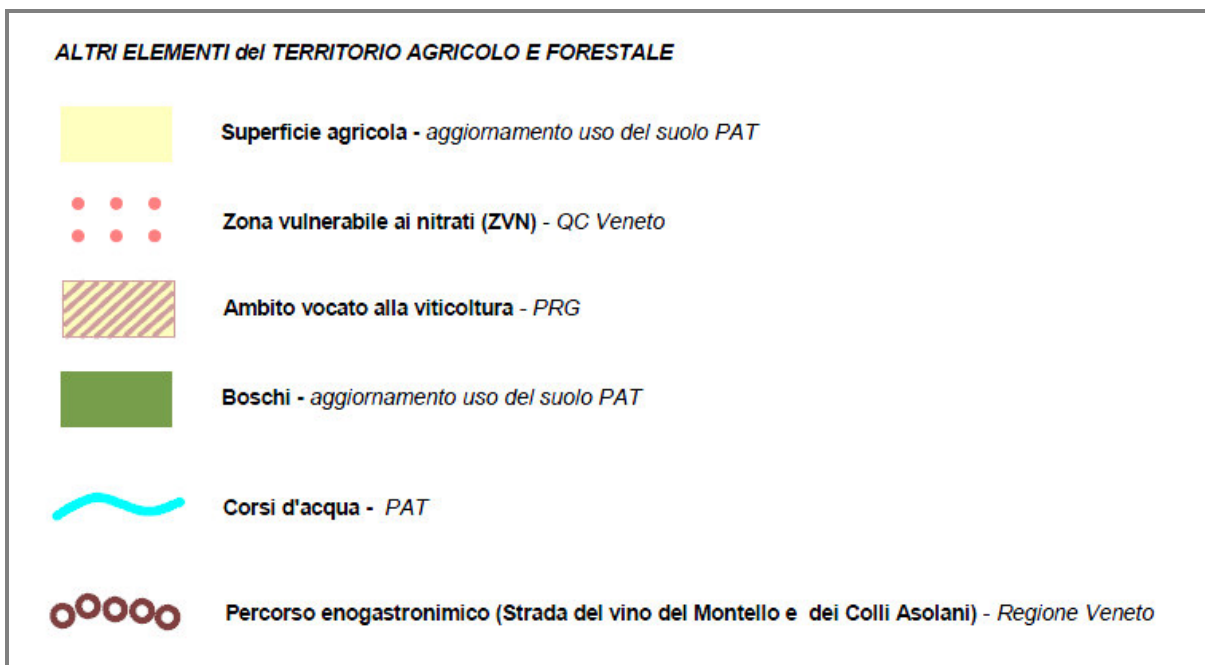 ALTRI ELEMENTI del TERRITORIO AGRICOLO E FORESTALE
Superficie agricola - aggiornamento uso del suolo PAT
Zona vulnerabile ai nitrati (ZVN) - QC Veneto
Ambito vocato alla viticoltura - PRG
Boschi - aggiornamento uso del suolo PAT
Corsi d'acqua - PAT
Percorso enogastronimico (Strada del vino del Montello e dei Colli Asolani) - Regione Veneto